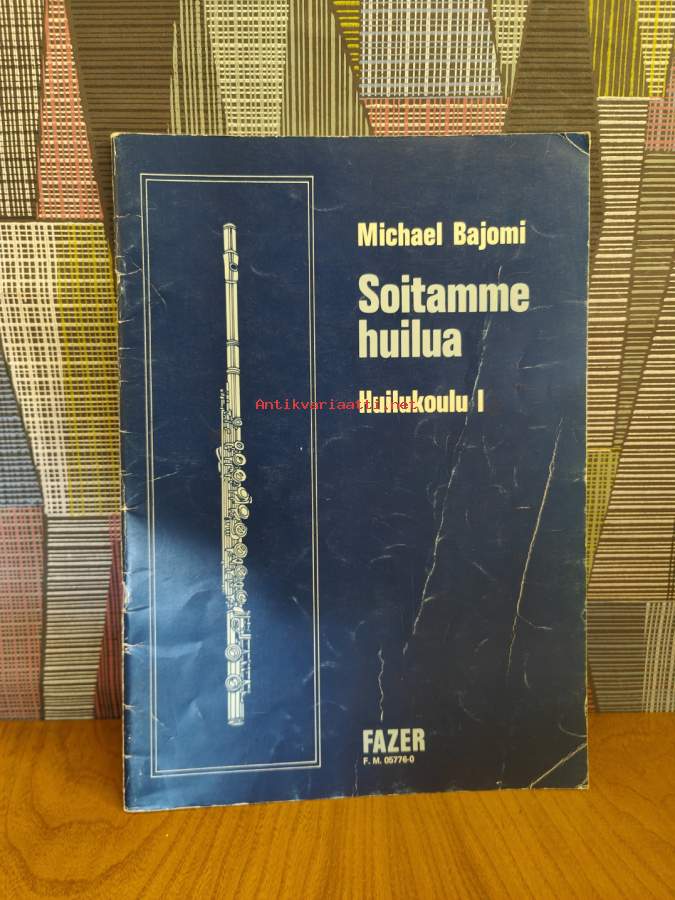 Michael Bajomi
Soitamme
huilua
Antikvariaatti.net
Huilukoulu I
FAZER
F. M. 05776-0